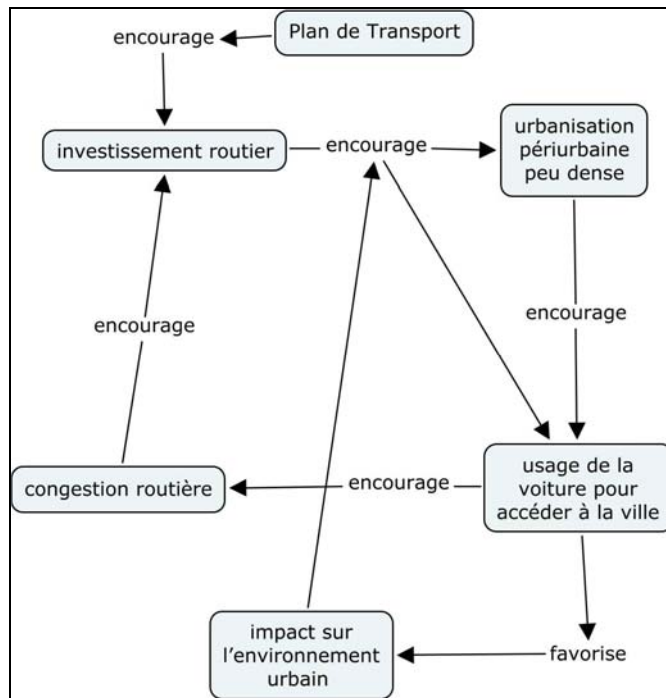 Plan de Transport
encourage
investissement routier
encourage
urbanisation
périurbaine
peu dense
encourage
encourage
congestion routière
encourage
usage de la
voiture pour
accéder à la ville
impact sur
l'environnement
urbain
favorise